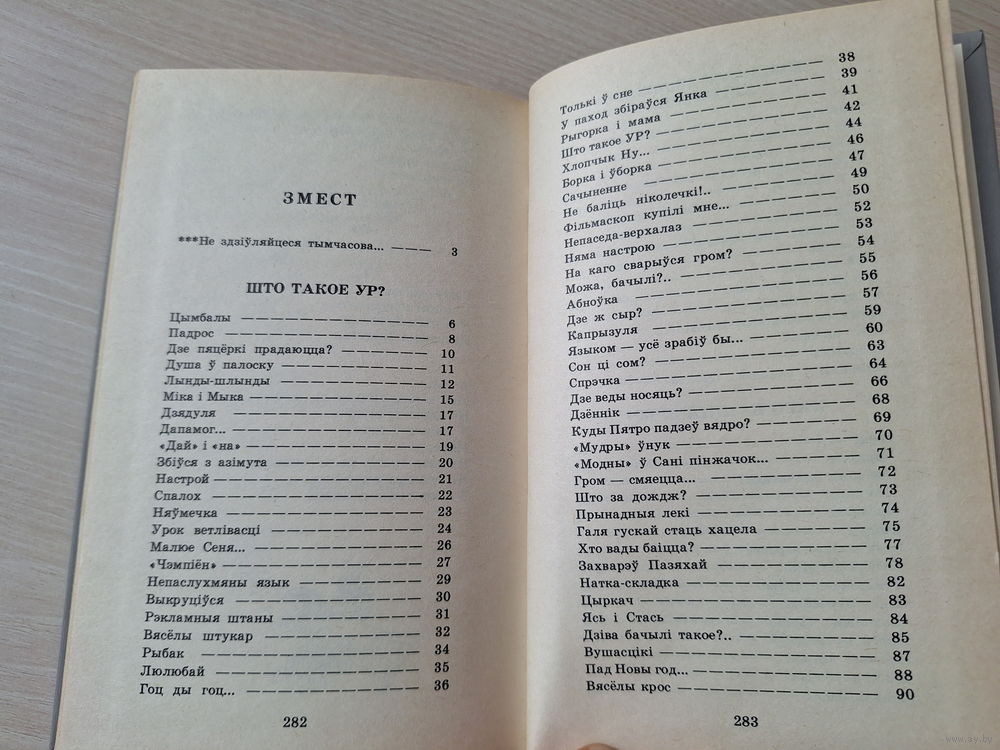 ЗМЕСТ
***Не здзіўляйцеся тымчасова... 3
ШТО ТАКОЕ УР?
Цымбалы 6
Падрос 8
Дзе пяцёркі прадаюцца? 10
Душа ў палоску 11
Лынды-шлынды 12
Міка і Мыка 15
Дзядуля 17
Дапамог... 17
«Дай» і «на» 19
Збіўся з азімута 20
Настрой 21
Спалох 22
Няўмечка 23
Урок ветлівасці 24
Малюе Сеня... 26
«Чэмпіён» 27
Непаслухмяны язык 29
Выкруціўся 30
Рэкламныя штаны 31
Вясёлы штукар 32
Рыбак 34
Люлюбай 35
Гоц ды гоц... 36
282
Толькі ў сне 38
У паход збіраўся Янка 39
Рыгорка і мама 41
Што такое УР? 42
Хлопчык Ну... 44
Борка і ўборка 46
Сачыненне 47
Не баліць ніколечкі!.. 49
Фільмаскоп купілі мне... 50
Непаседа-верхалаз 52
Няма настрою 53
На каго сварыўся гром? 54
Можа, бачылі?.. 55
Абноўка 56
Дзе ж сыр? 57
Капрызуля 59
Языком — усё зрабіў бы... 60
Сон ці сом? 63
Спрэчка 64
Дзе веды носяць? 66
Дзённік 68
Куды Пятро падзеў вядро? 69
«Мудры» ўнук 70
«Модны» ў Сані пінжачок... 71
Гром — смяецца... 72
Што за дождж? 73
Прынадныя лекі 74
Галя гускай стаць хацела 75
Хто вады баіцца? 77
Захварэў Пазяхай 78
Натка-складка 82
Цыркач 83
Ясь і Стась 84
Дзіва бачылі такое?.. 85
Вушасцікі 87
Пад Новы год... 88
Вясёлы крос 90
283
www.ay.by